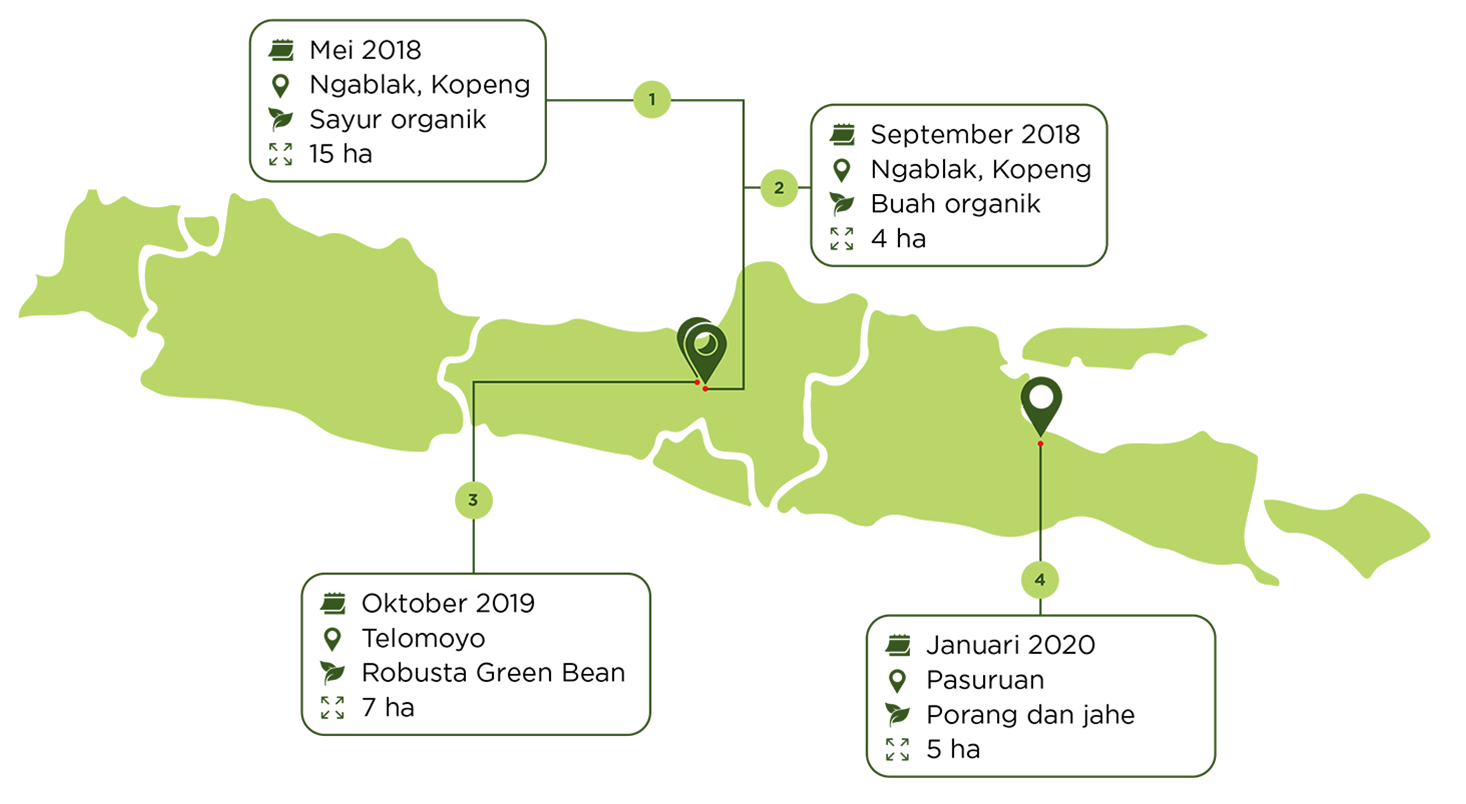 Mei 2018
Ngablak, Kopeng
Sayur organik
15 ha
1
September 2018
Ngablak, Kopeng
Buah organik
4 ha
2
3
Oktober 2019
Telomoyo
Robusta Green Bean
7 ha
4
Januari 2020
Pasuruan
Porang dan jahe
5 ha